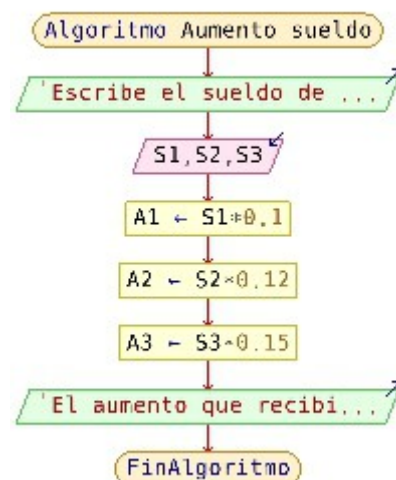 Algoritmo Aumento sueldo
'Escribe el sueldo de ...
S1,S2,S3
A1 ← S1*0.1
A2 ← S2*0.12
A3 ← S3*0.15
'El aumento que recibi...
FinAlgoritmo